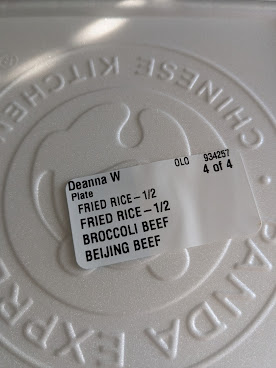 Deanna W OLO 934257
Plate 4 of 4
FRIED RICE – 1/2
FRIED RICE – 1/2
BROCCOLI BEEF
BEIJING BEEF
CHINESE KITCHEN
PANDA EXPRE
®